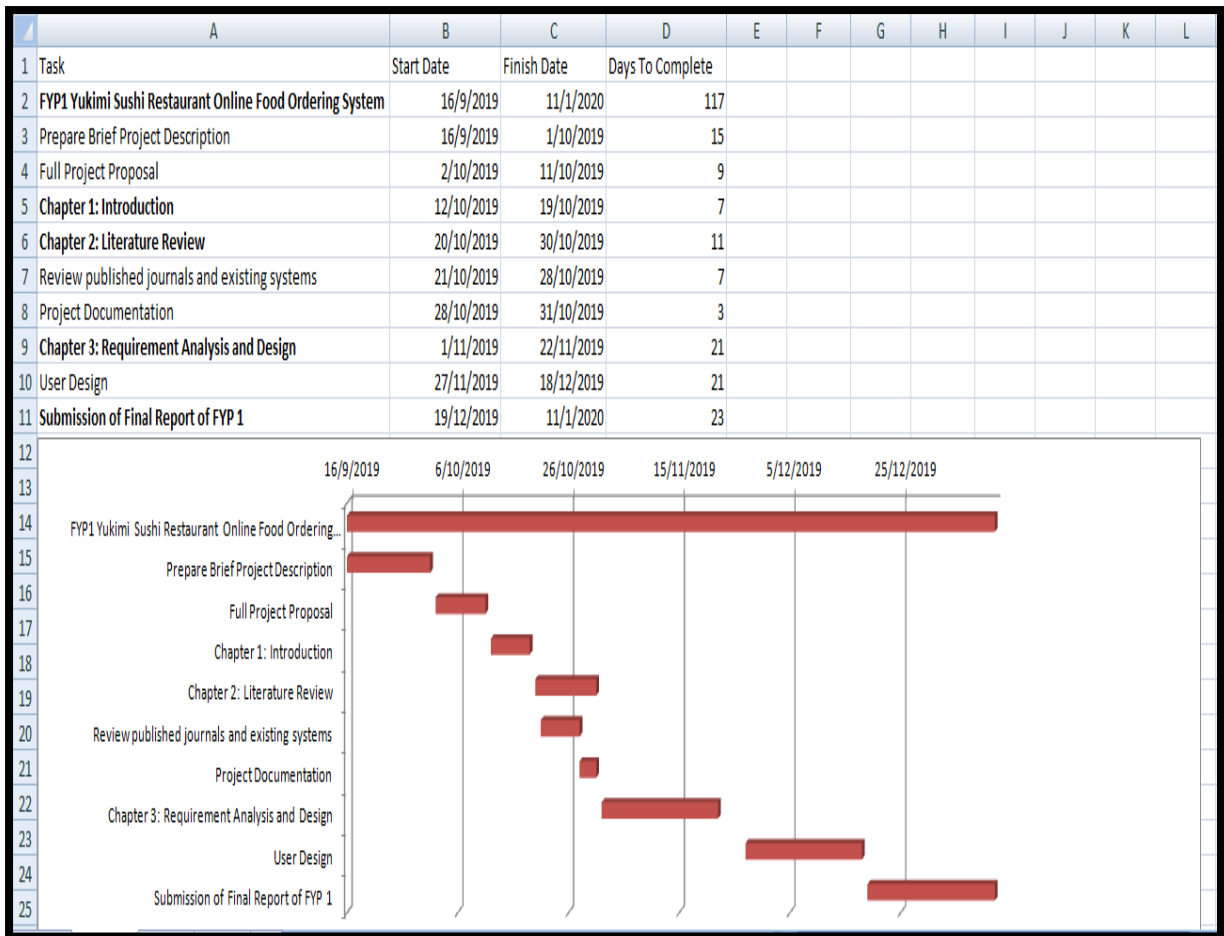 A B C D E F G H I J K L
1 Task Start Date Finish Date Days To Complete
2 FYP1 Yukimi Sushi Restaurant Online Food Ordering System 16/9/2019 11/1/2020 117
3 Prepare Brief Project Description 16/9/2019 1/10/2019 15
4 Full Project Proposal 2/10/2019 11/10/2019 9
5 Chapter 1: Introduction 12/10/2019 19/10/2019 7
6 Chapter 2: Literature Review 20/10/2019 30/10/2019 11
7 Review published journals and existing systems 21/10/2019 28/10/2019 7
8 Project Documentation 28/10/2019 31/10/2019 3
9 Chapter 3: Requirement Analysis and Design 1/11/2019 22/11/2019 21
10 User Design 27/11/2019 18/12/2019 21
11 Submission of Final Report of FYP 1 19/12/2019 11/1/2020 23
12
16/9/2019 6/10/2019 26/10/2019 15/11/2019 5/12/2019 25/12/2019
13
14 FYP1 Yukimi Sushi Restaurant Online Food Ordering...
15 Prepare Brief Project Description
16
17 Full Project Proposal
18 Chapter 1: Introduction
19 Chapter 2: Literature Review
20 Review published journals and existing systems
21 Project Documentation
22 Chapter 3: Requirement Analysis and Design
23
24 User Design
25 Submission of Final Report of FYP 1